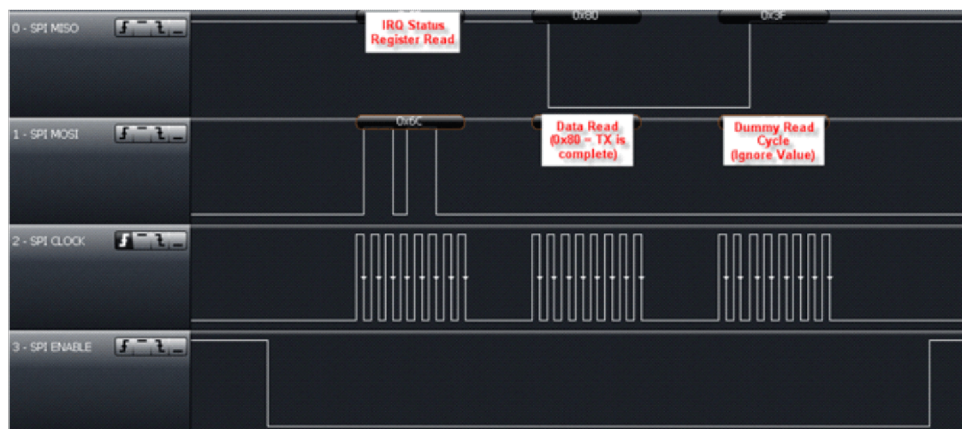 0 - SPI MISO
IRQ Status
Register Read
0x80
0x3F
1 - SPI MOSI
0x6C
Data Read
(0x80 = TX is
complete)
Dummy Read
Cycle
(Ignore Value)
2 - SPI CLOCK
3 - SPI ENABLE